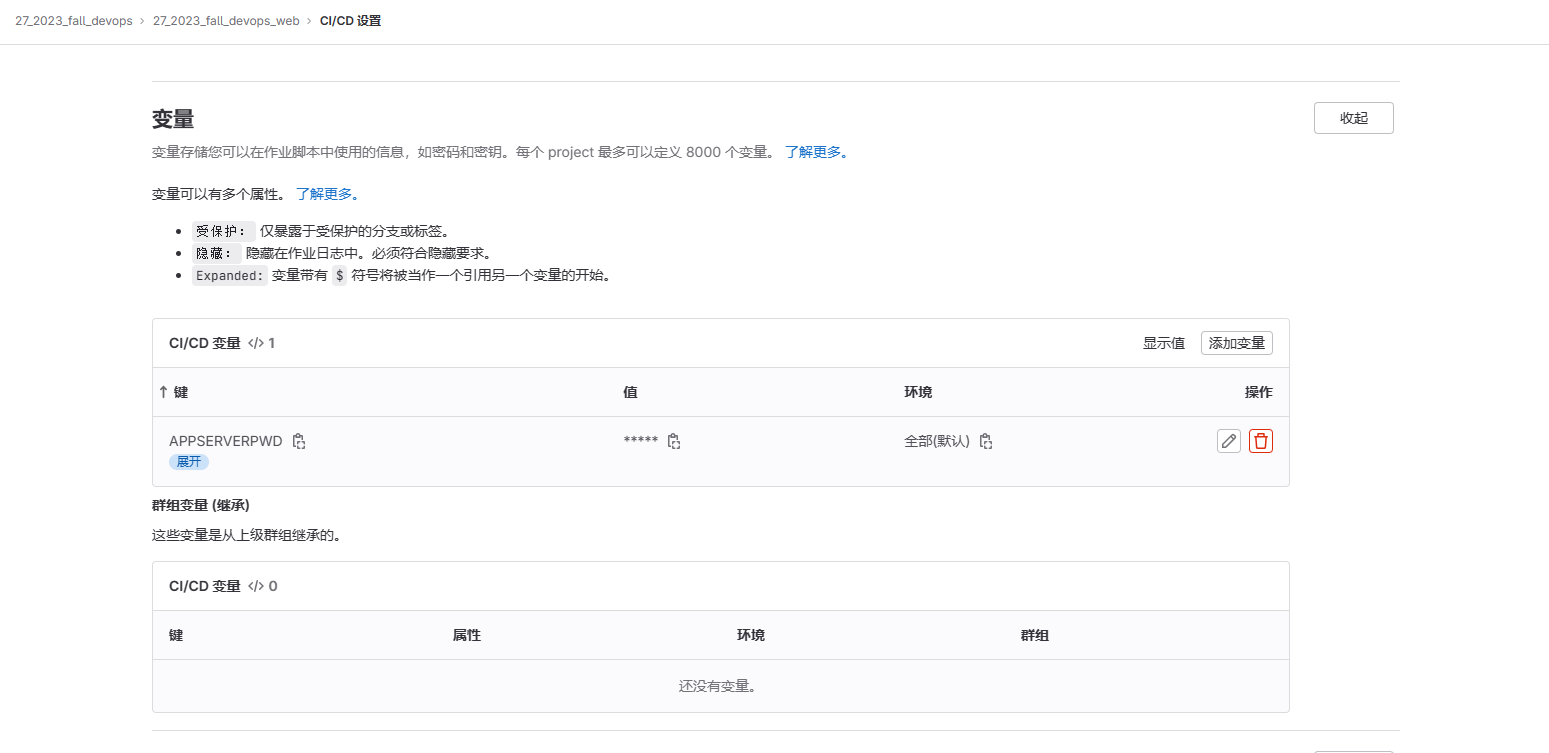 27_2023_fall_devops › 27_2023_fall_devops_web › CI/CD 设置
变量
收起
变量存储您可以在作业脚本中使用的信息，如密码和密钥。每个 project 最多可以定义 8000 个变量。 了解更多。
变量可以有多个属性。 了解更多。
• 受保护： 仅暴露于受保护的分支或标签。
• 隐藏： 隐藏在作业日志中。必须符合隐藏要求。
• Expanded: 变量带有 $ 符号将被当作一个引用另一个变量的开始。
CI/CD 变量 </> 1 显示值 添加变量
↑ 键 值 环境 操作
APPSERVERPWD ***** 全部(默认)
展开
群组变量 (继承)
这些变量是从上级群组继承的。
CI/CD 变量 </> 0
键 属性 环境 群组
还没有变量。